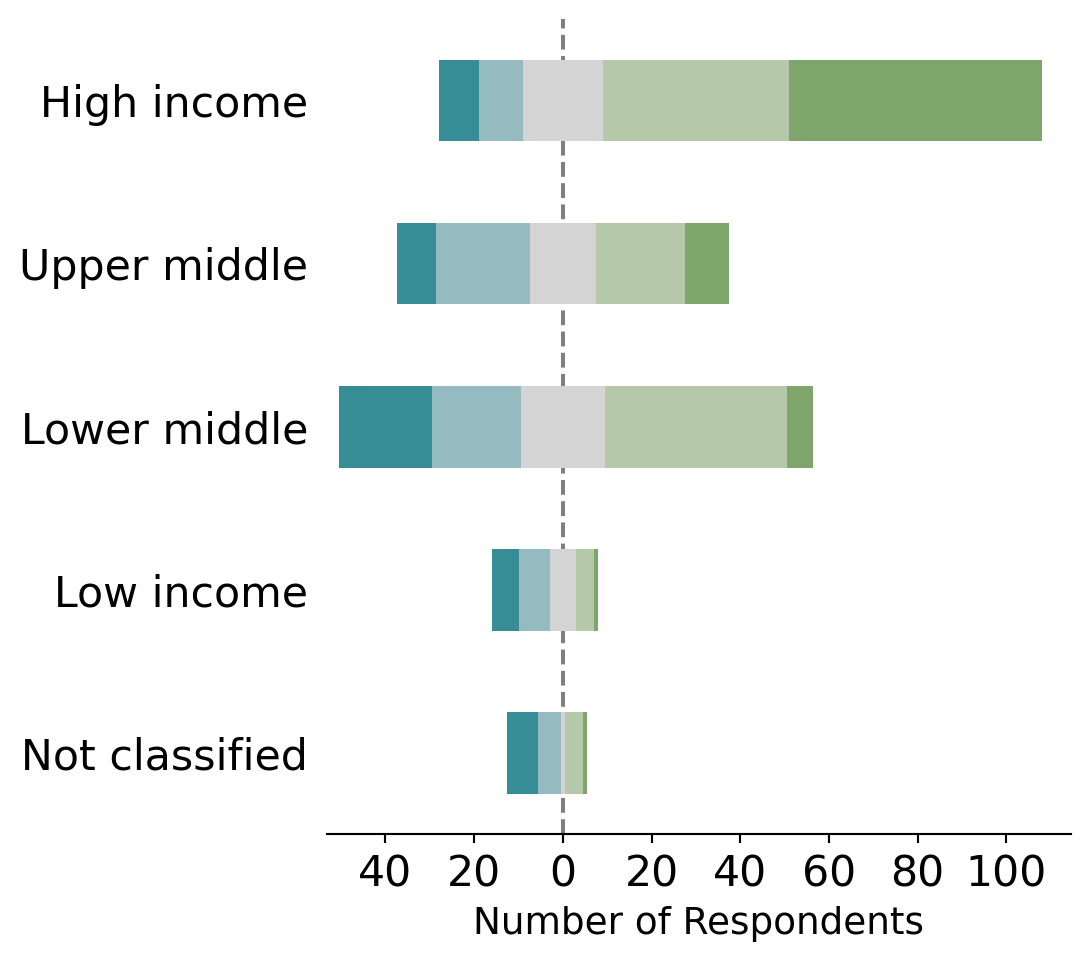 High income
Upper middle
Lower middle
Low income
Not classified
40 20 0 20 40 60 80 100
Number of Respondents